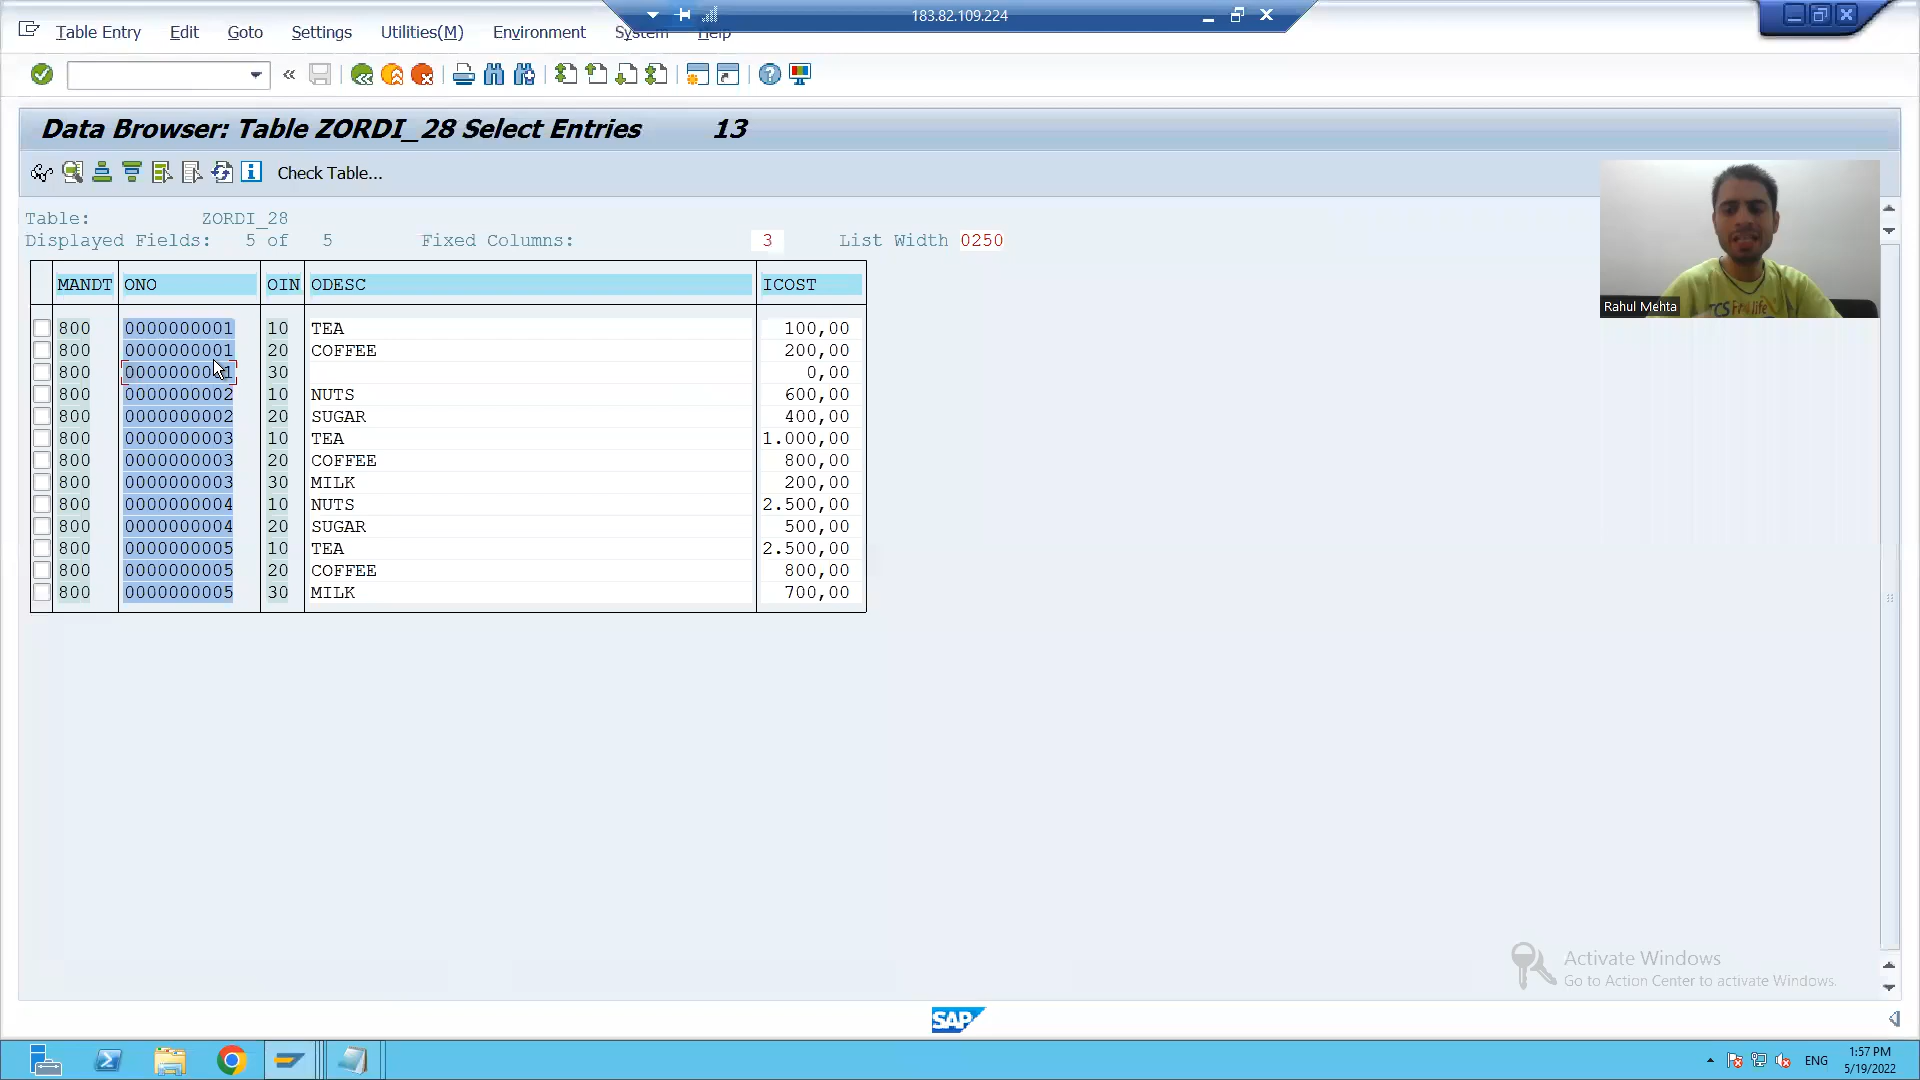 183.82.109.224
Table Entry Edit Goto Settings Utilities(M) Environment System Help
Data Browser: Table ZORDI_28 Select Entries 13
Check Table...
Table: ZORDI_28
Displayed Fields: 5 of 5 Fixed Columns: 3 List Width 0250
MANDT ONO OIN ODESC ICOST
800 0000000001 10 TEA 100,00
800 0000000001 20 COFFEE 200,00
800 0000000001 30 0,00
800 0000000002 10 NUTS 600,00
800 0000000002 20 SUGAR 400,00
800 0000000003 10 TEA 1.000,00
800 0000000003 20 COFFEE 800,00
800 0000000003 30 MILK 200,00
800 0000000004 10 NUTS 2.500,00
800 0000000004 20 SUGAR 500,00
800 0000000005 10 TEA 2.500,00
800 0000000005 20 COFFEE 800,00
800 0000000005 30 MILK 700,00
Rahul Mehta
Activate Windows
Go to Action Center to activate Windows.
SAP
ENG
1:57 PM
5/19/2022